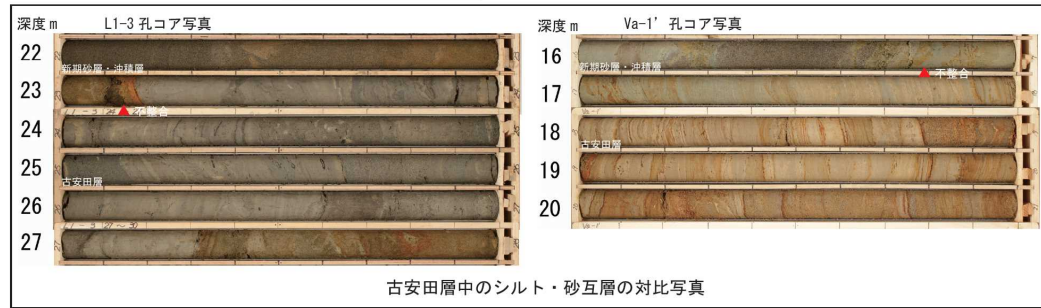 深度 m
L1-3 孔コア写真
22
新期砂層・沖積層
23
不整合
24
25
古安田層
26
27
深度 m
Va-1’ 孔コア写真
16
新期砂層・沖積層
不整合
17
18
古安田層
19
20
古安田層中のシルト・砂互層の対比写真